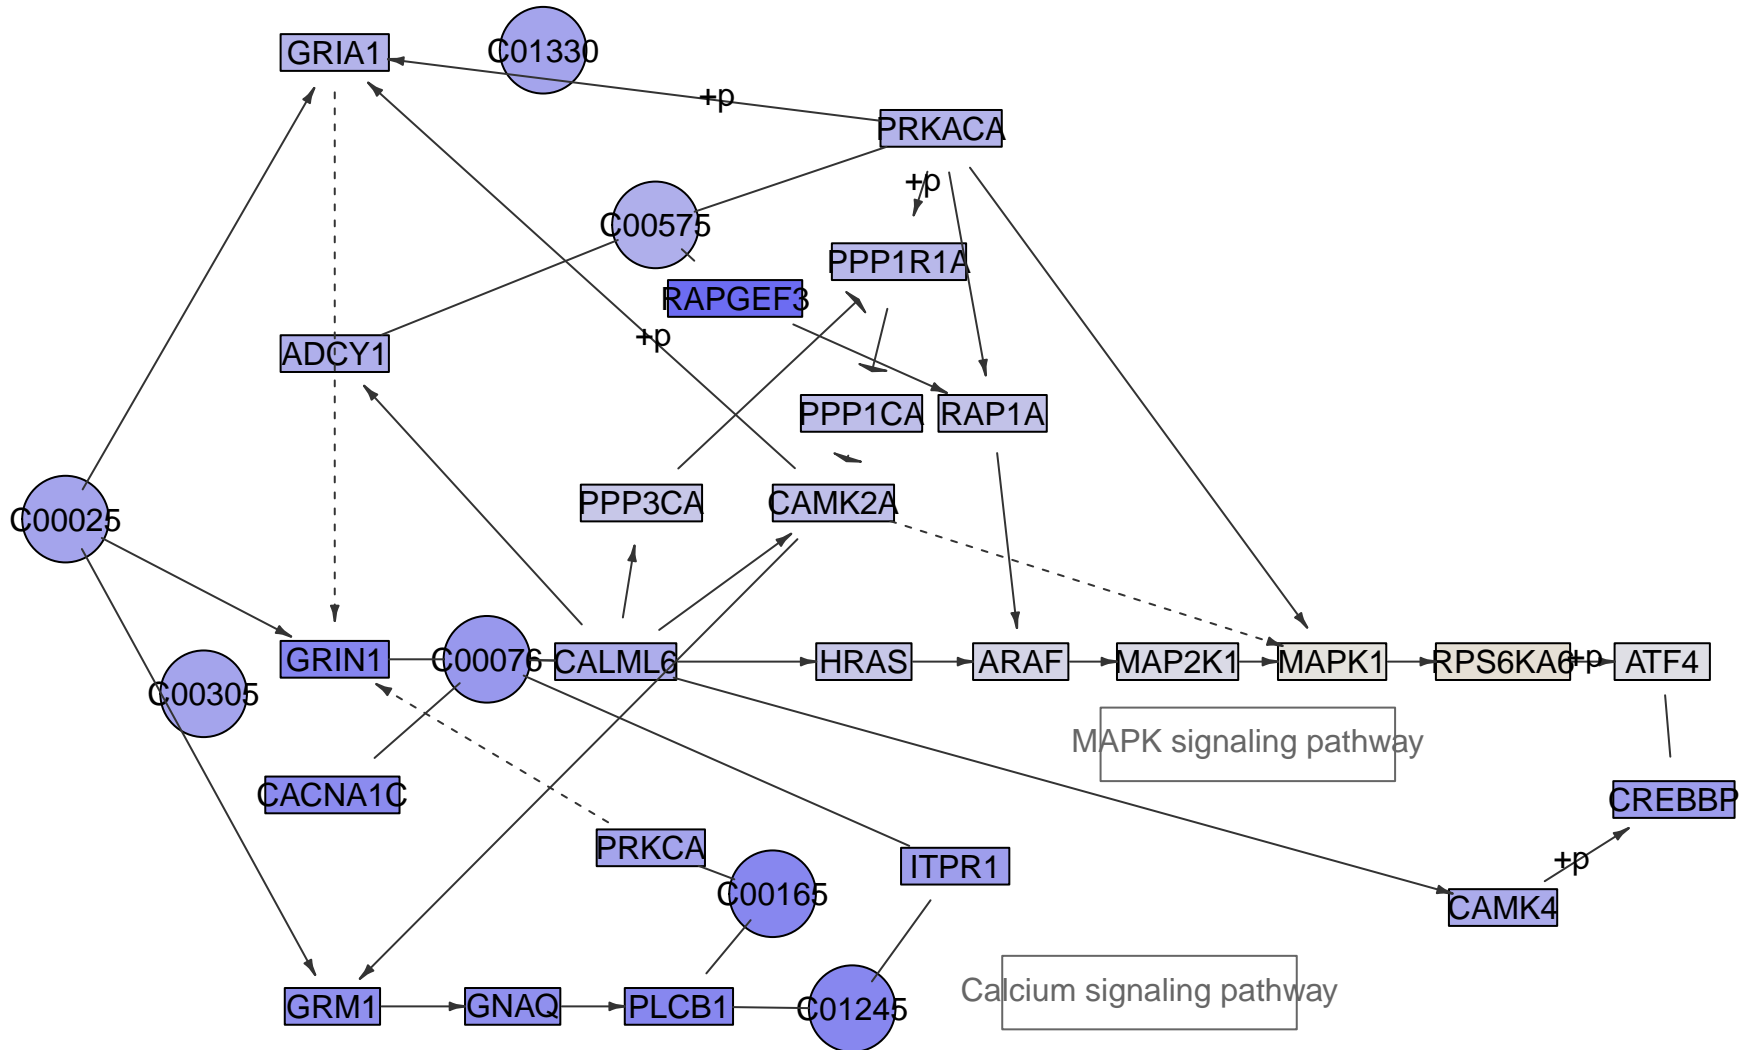 GRIA1
C01330
+p
PRKACA
+p
C00575
PPP1R1A
RAPGEF3
+p
ADCY1
PPP1CA
RAP1A
PPP3CA
CAMK2A
C00025
GRIN1
C00076
CALML6
HRAS
ARAF
MAP2K1
MAPK1
RPS6KA6
+p
ATF4
C00305
MAPK signaling pathway
CACNA1C
CREBBP
PRKCA
ITPR1
+p
C00165
CAMK4
Calcium signaling pathway
GRM1
GNAQ
PLCB1
C01245